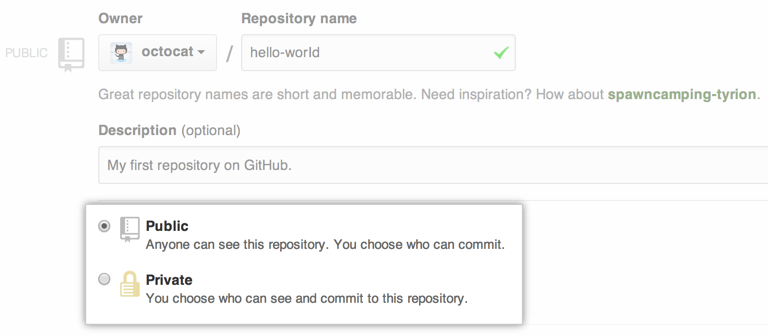 Owner Repository name
PUBLIC octocat / hello-world
Great repository names are short and memorable. Need inspiration? How about spawncamping-tyrion.
Description (optional)
My first repository on GitHub.
Public
Anyone can see this repository. You choose who can commit.
Private
You choose who can see and commit to this repository.